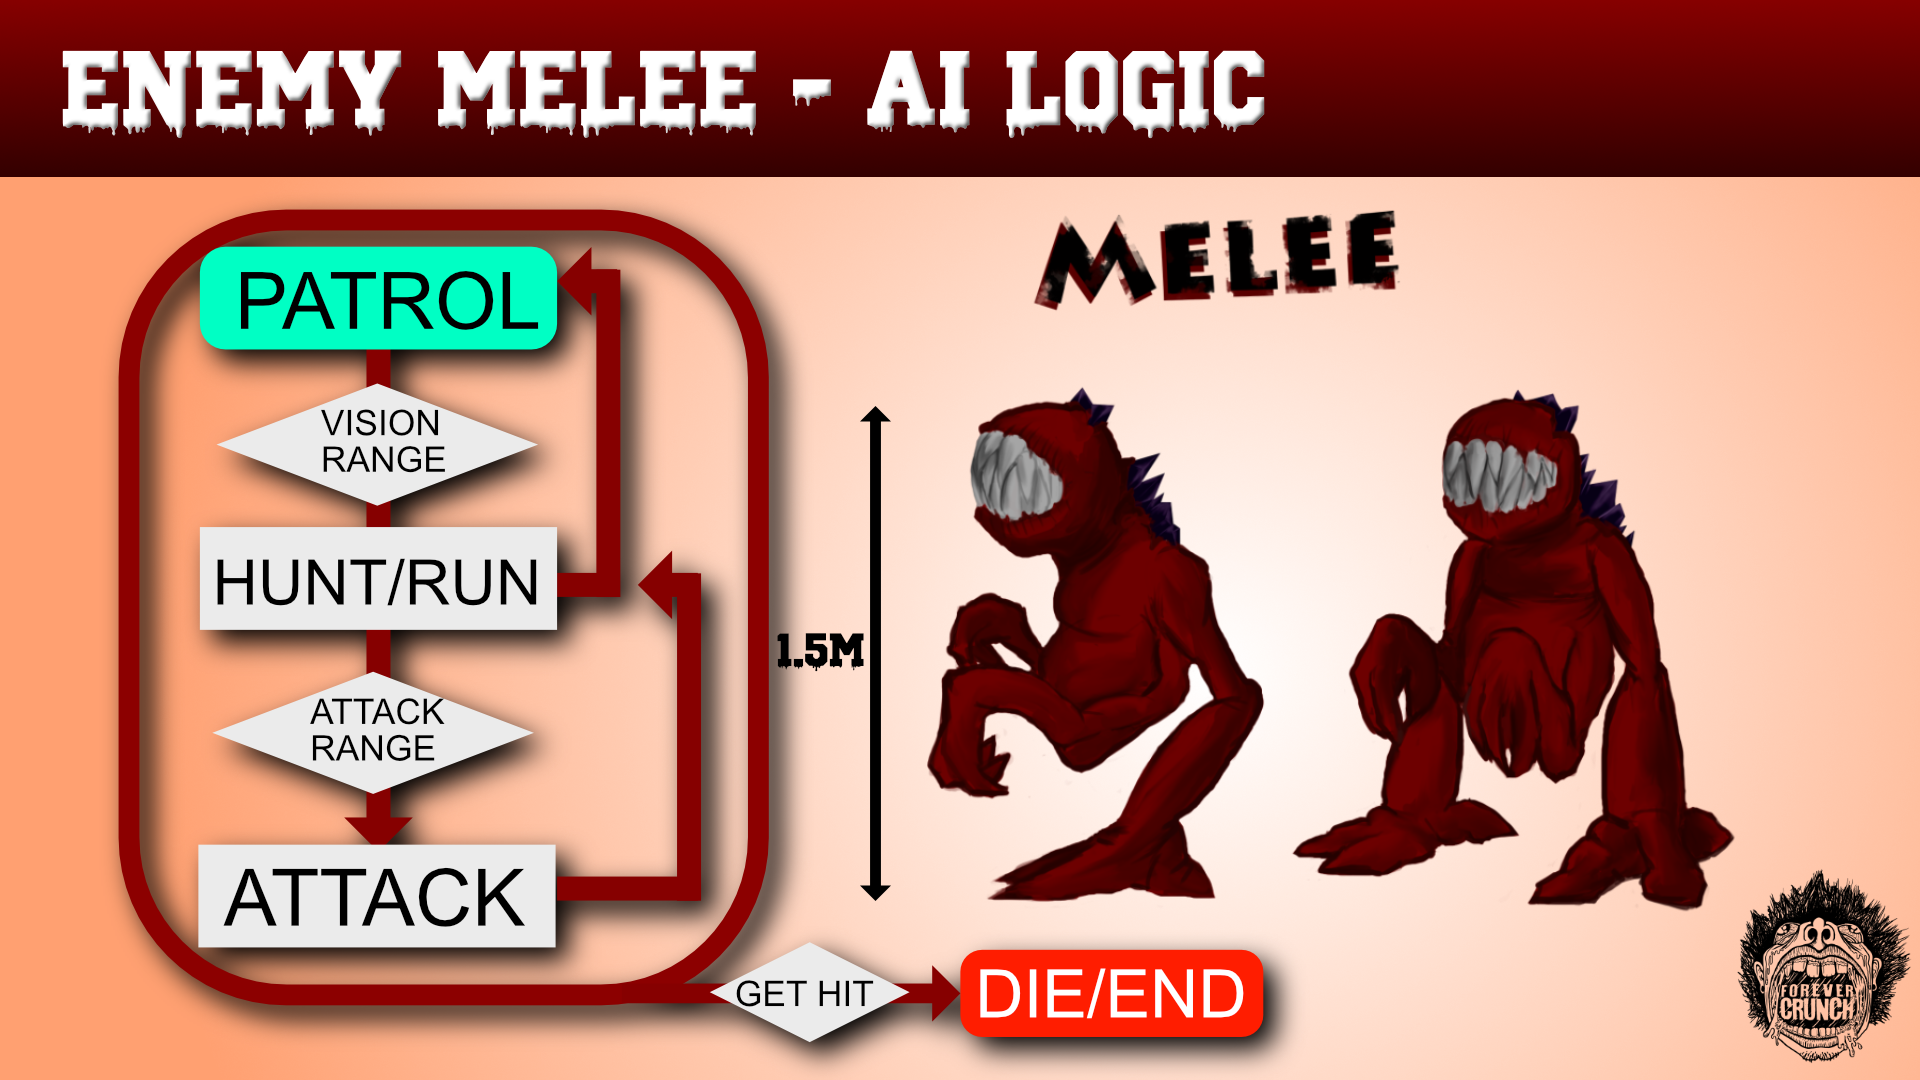 ENEMY MELEE - AI LOGIC
MELEE
PATROL
VISION
RANGE
HUNT/RUN
ATTACK
RANGE
ATTACK
1.5M
GET HIT
DIE/END
FOREVER
CRUNCH